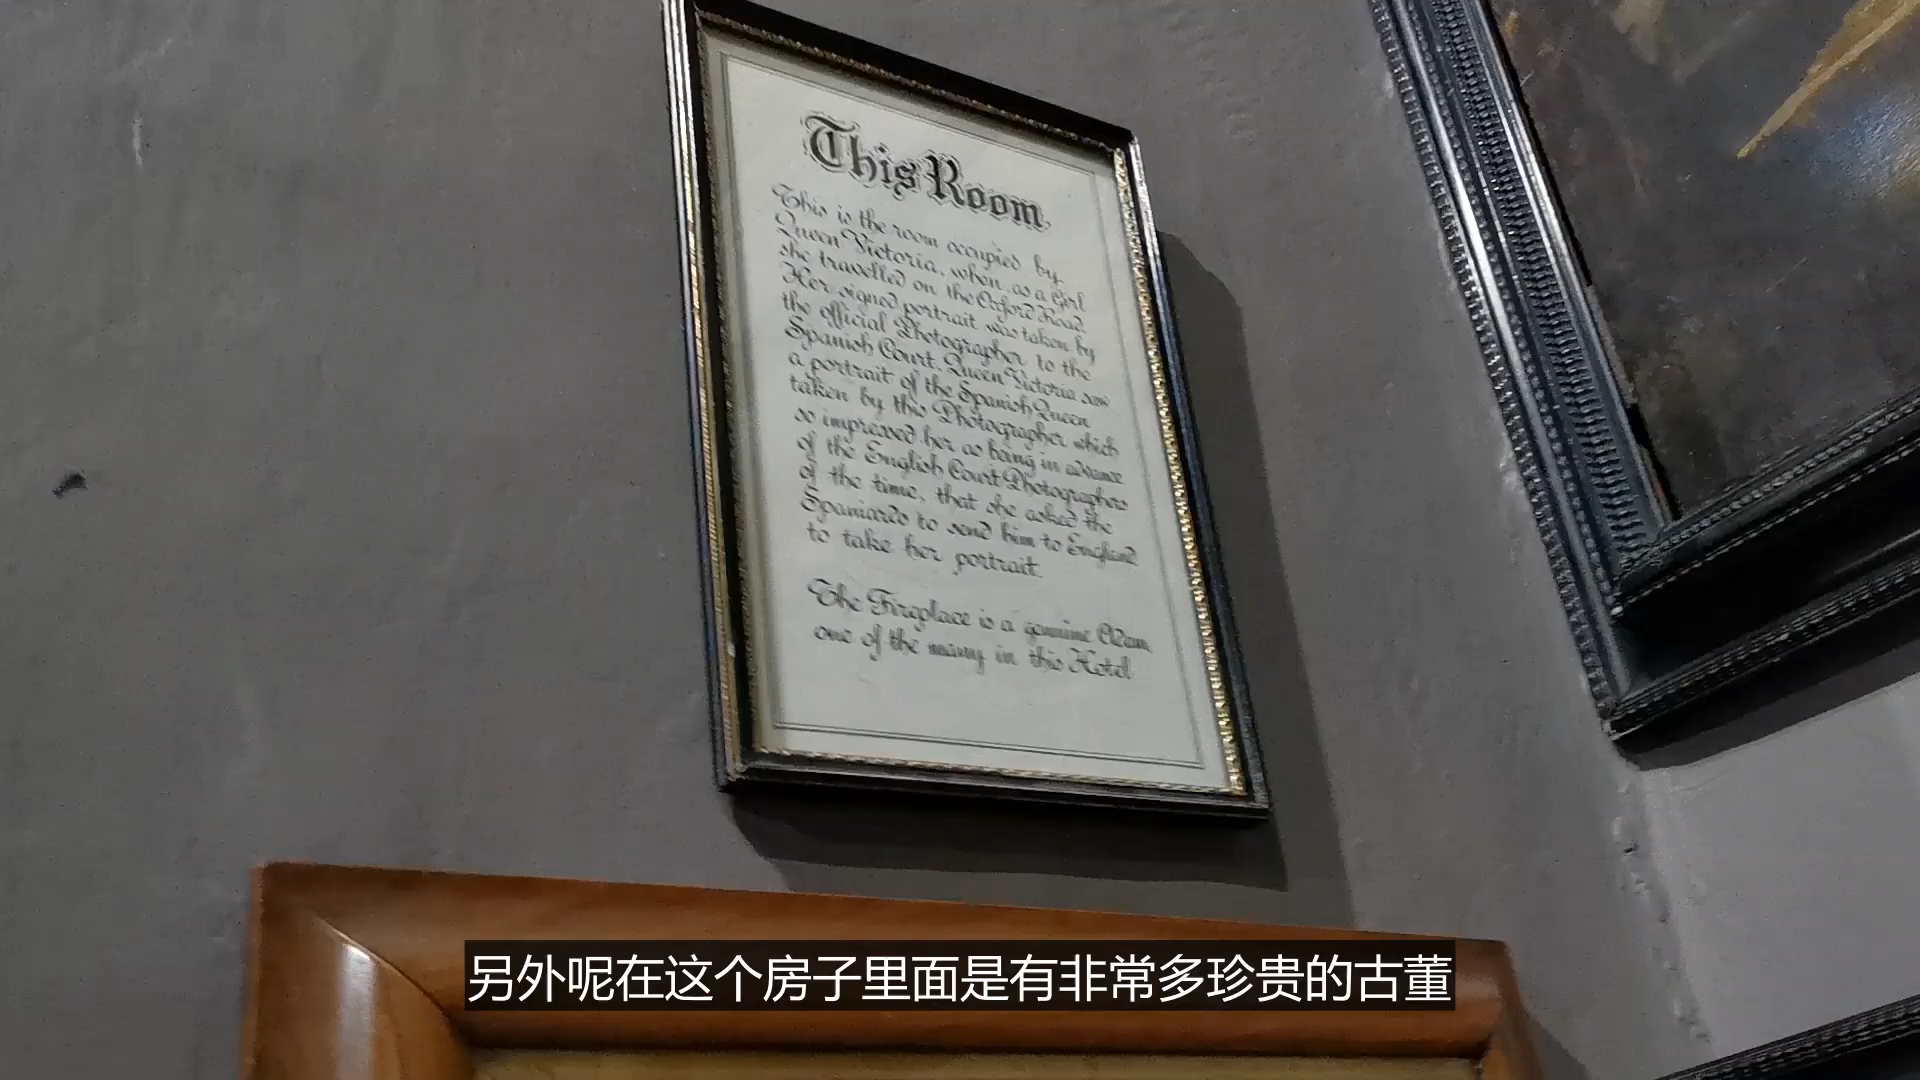 This Room
This is the room occupied by
Queen Victoria, when, as a Girl
she travelled on the Oxford Road.
Her signed portrait was taken by
the official Photographer to the
Spanish Court. Queen Victoria saw
a portrait of the Spanish Queen
taken by this Photographer which
so impressed her as being in advance
of the English Court Photographers
of the time, that she asked the
Spaniards to send him to England
to take her portrait.
The Fireplace is a genuine Adam
one of the many in this Hotel
另外呢在这个房子里面是有非常多珍贵的古董